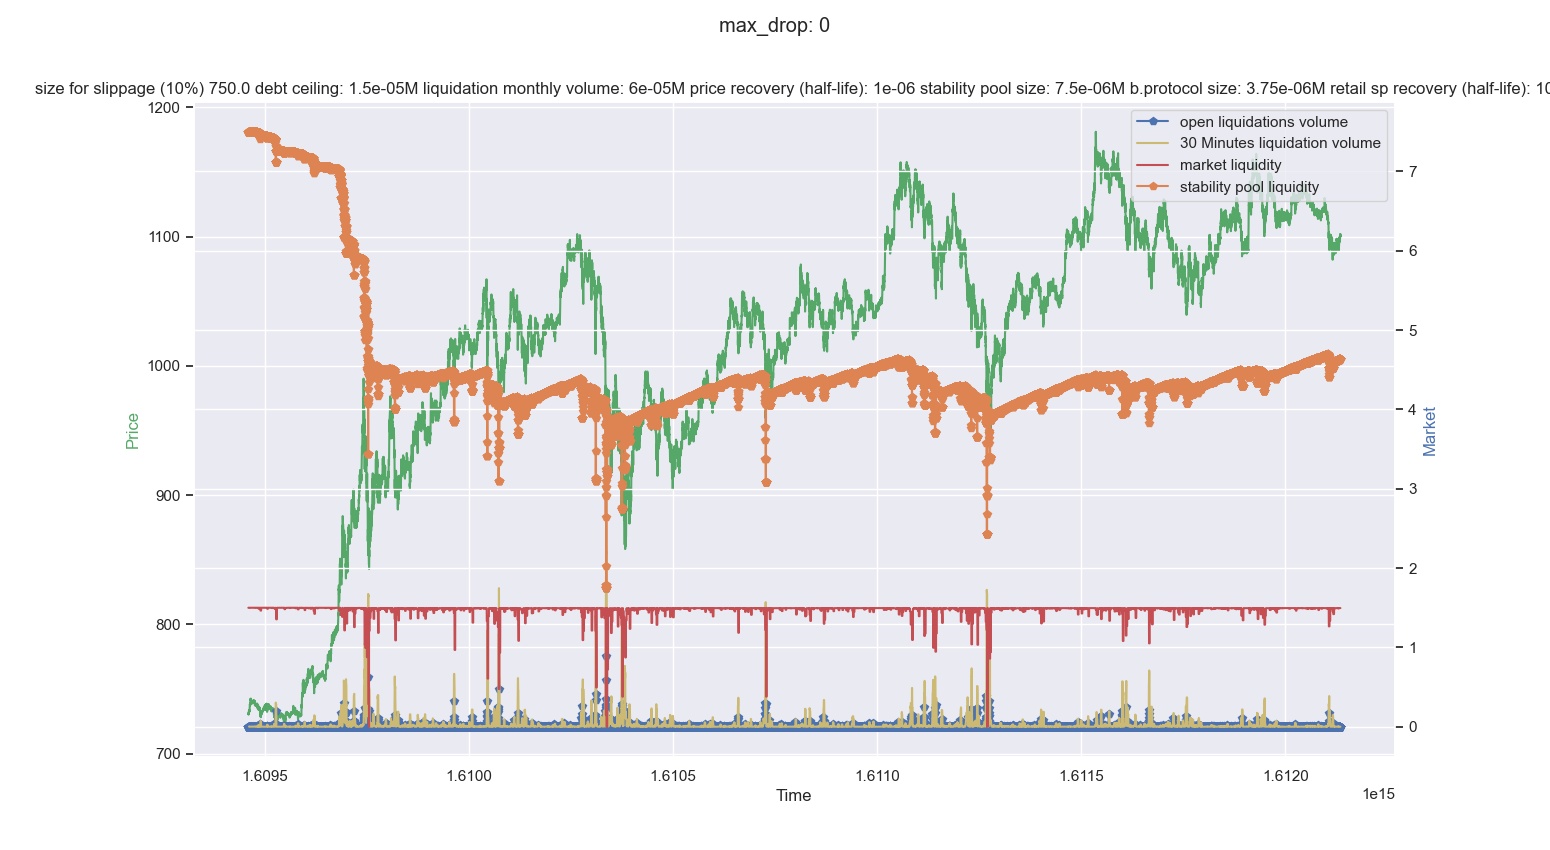 max_drop: 0
size for slippage (10%) 750.0 debt ceiling: 1.5e-05M liquidation monthly volume: 6e-05M price recovery (half-life): 1e-06 stability pool size: 7.5e-06M b.protocol size: 3.75e-06M retail sp recovery (half-life): 10
open liquidations volume
30 Minutes liquidation volume
market liquidity
stability pool liquidity
1200
1100
1000
900
800
700
Price
7
6
5
4
3
2
1
0
Market
1.6095 1.6100 1.6105 1.6110 1.6115 1.6120
1e15
Time